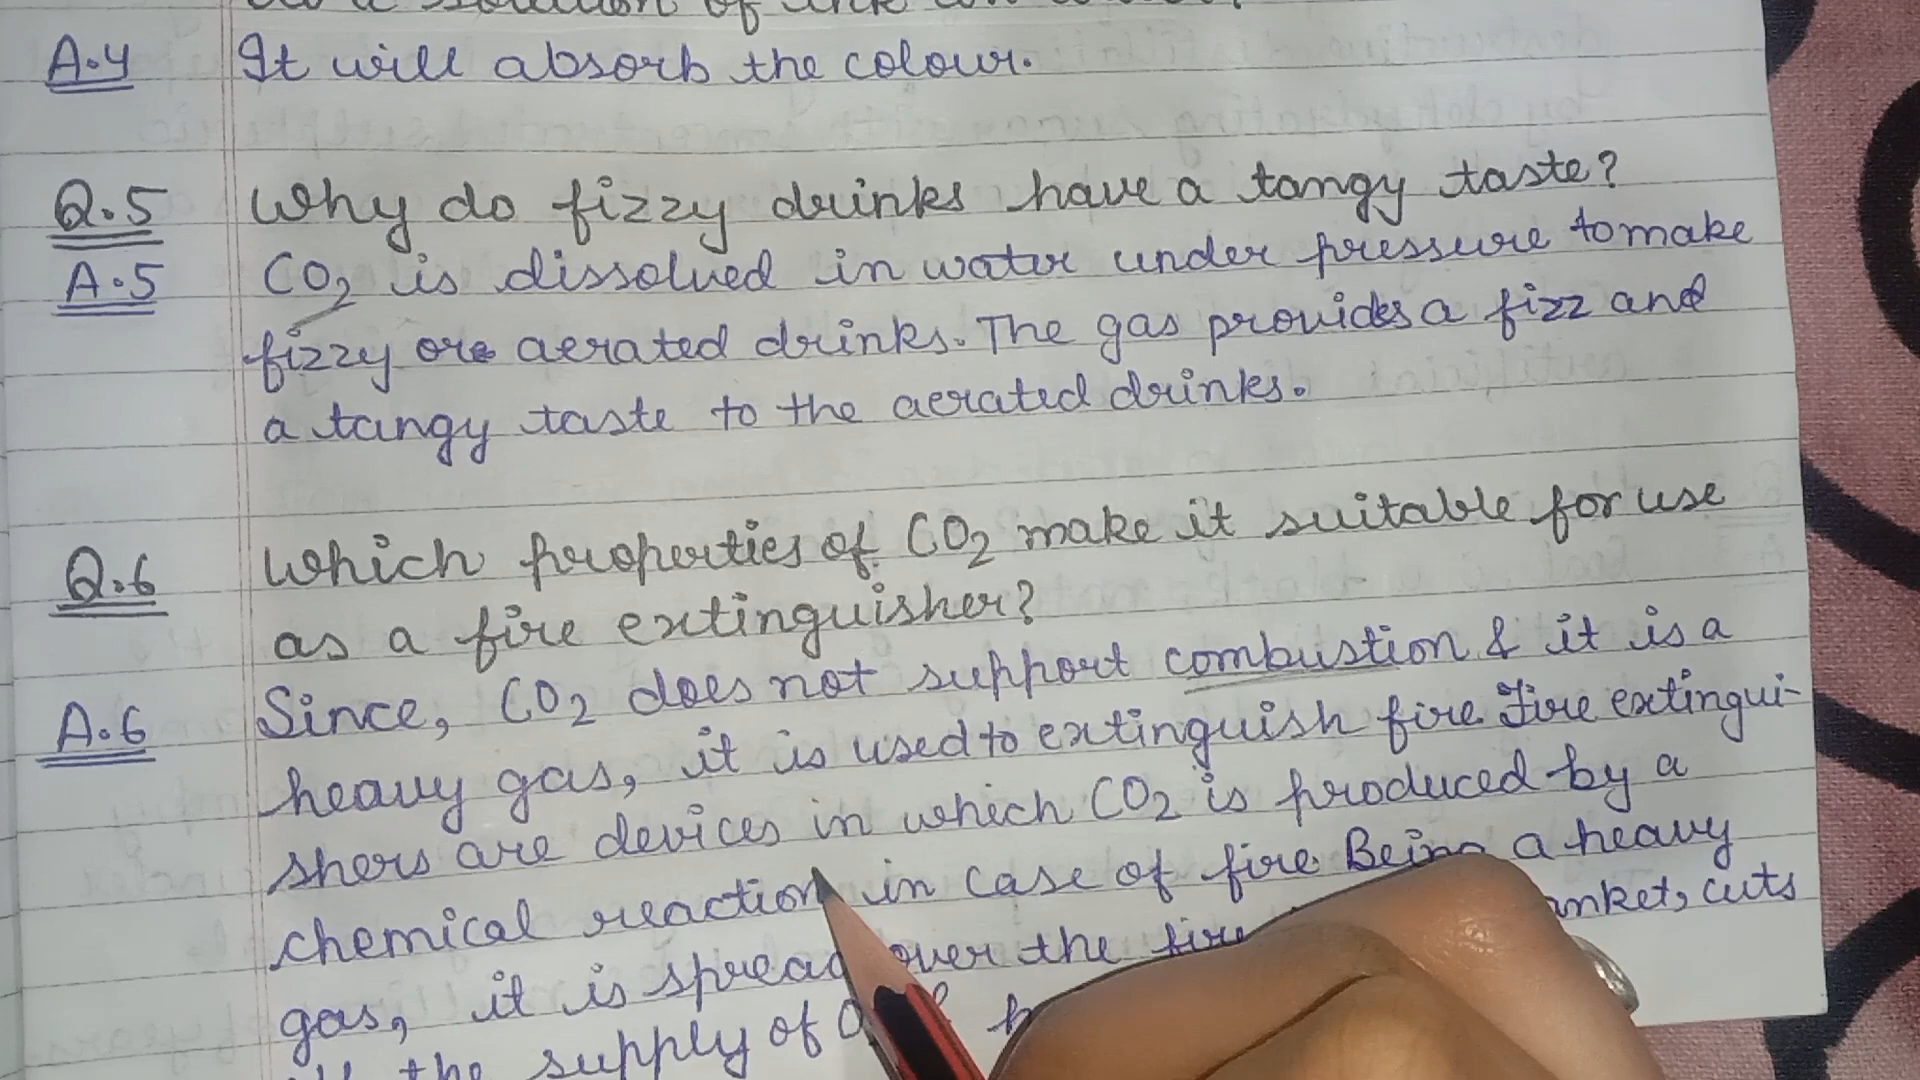 solution of ink
A.4 It will absorb the colour.
Q.5 Why do fizzy drinks have a tangy taste?
A.5 CO2 is dissolved in water under pressure to make
fizzy or aerated drinks. The gas provides a fizz and
a tangy taste to the aerated drinks.
Q.6 Which properties of CO2 make it suitable for use
as a fire extinguisher?
A.6 Since, CO2 does not support combustion & it is a
heavy gas, it is used to extinguish fire. Fire extingui-
shers are devices in which CO2 is produced by a
chemical reaction in case of fire. Being a heavy
gas, it is spread over the fire cuts
the supply of